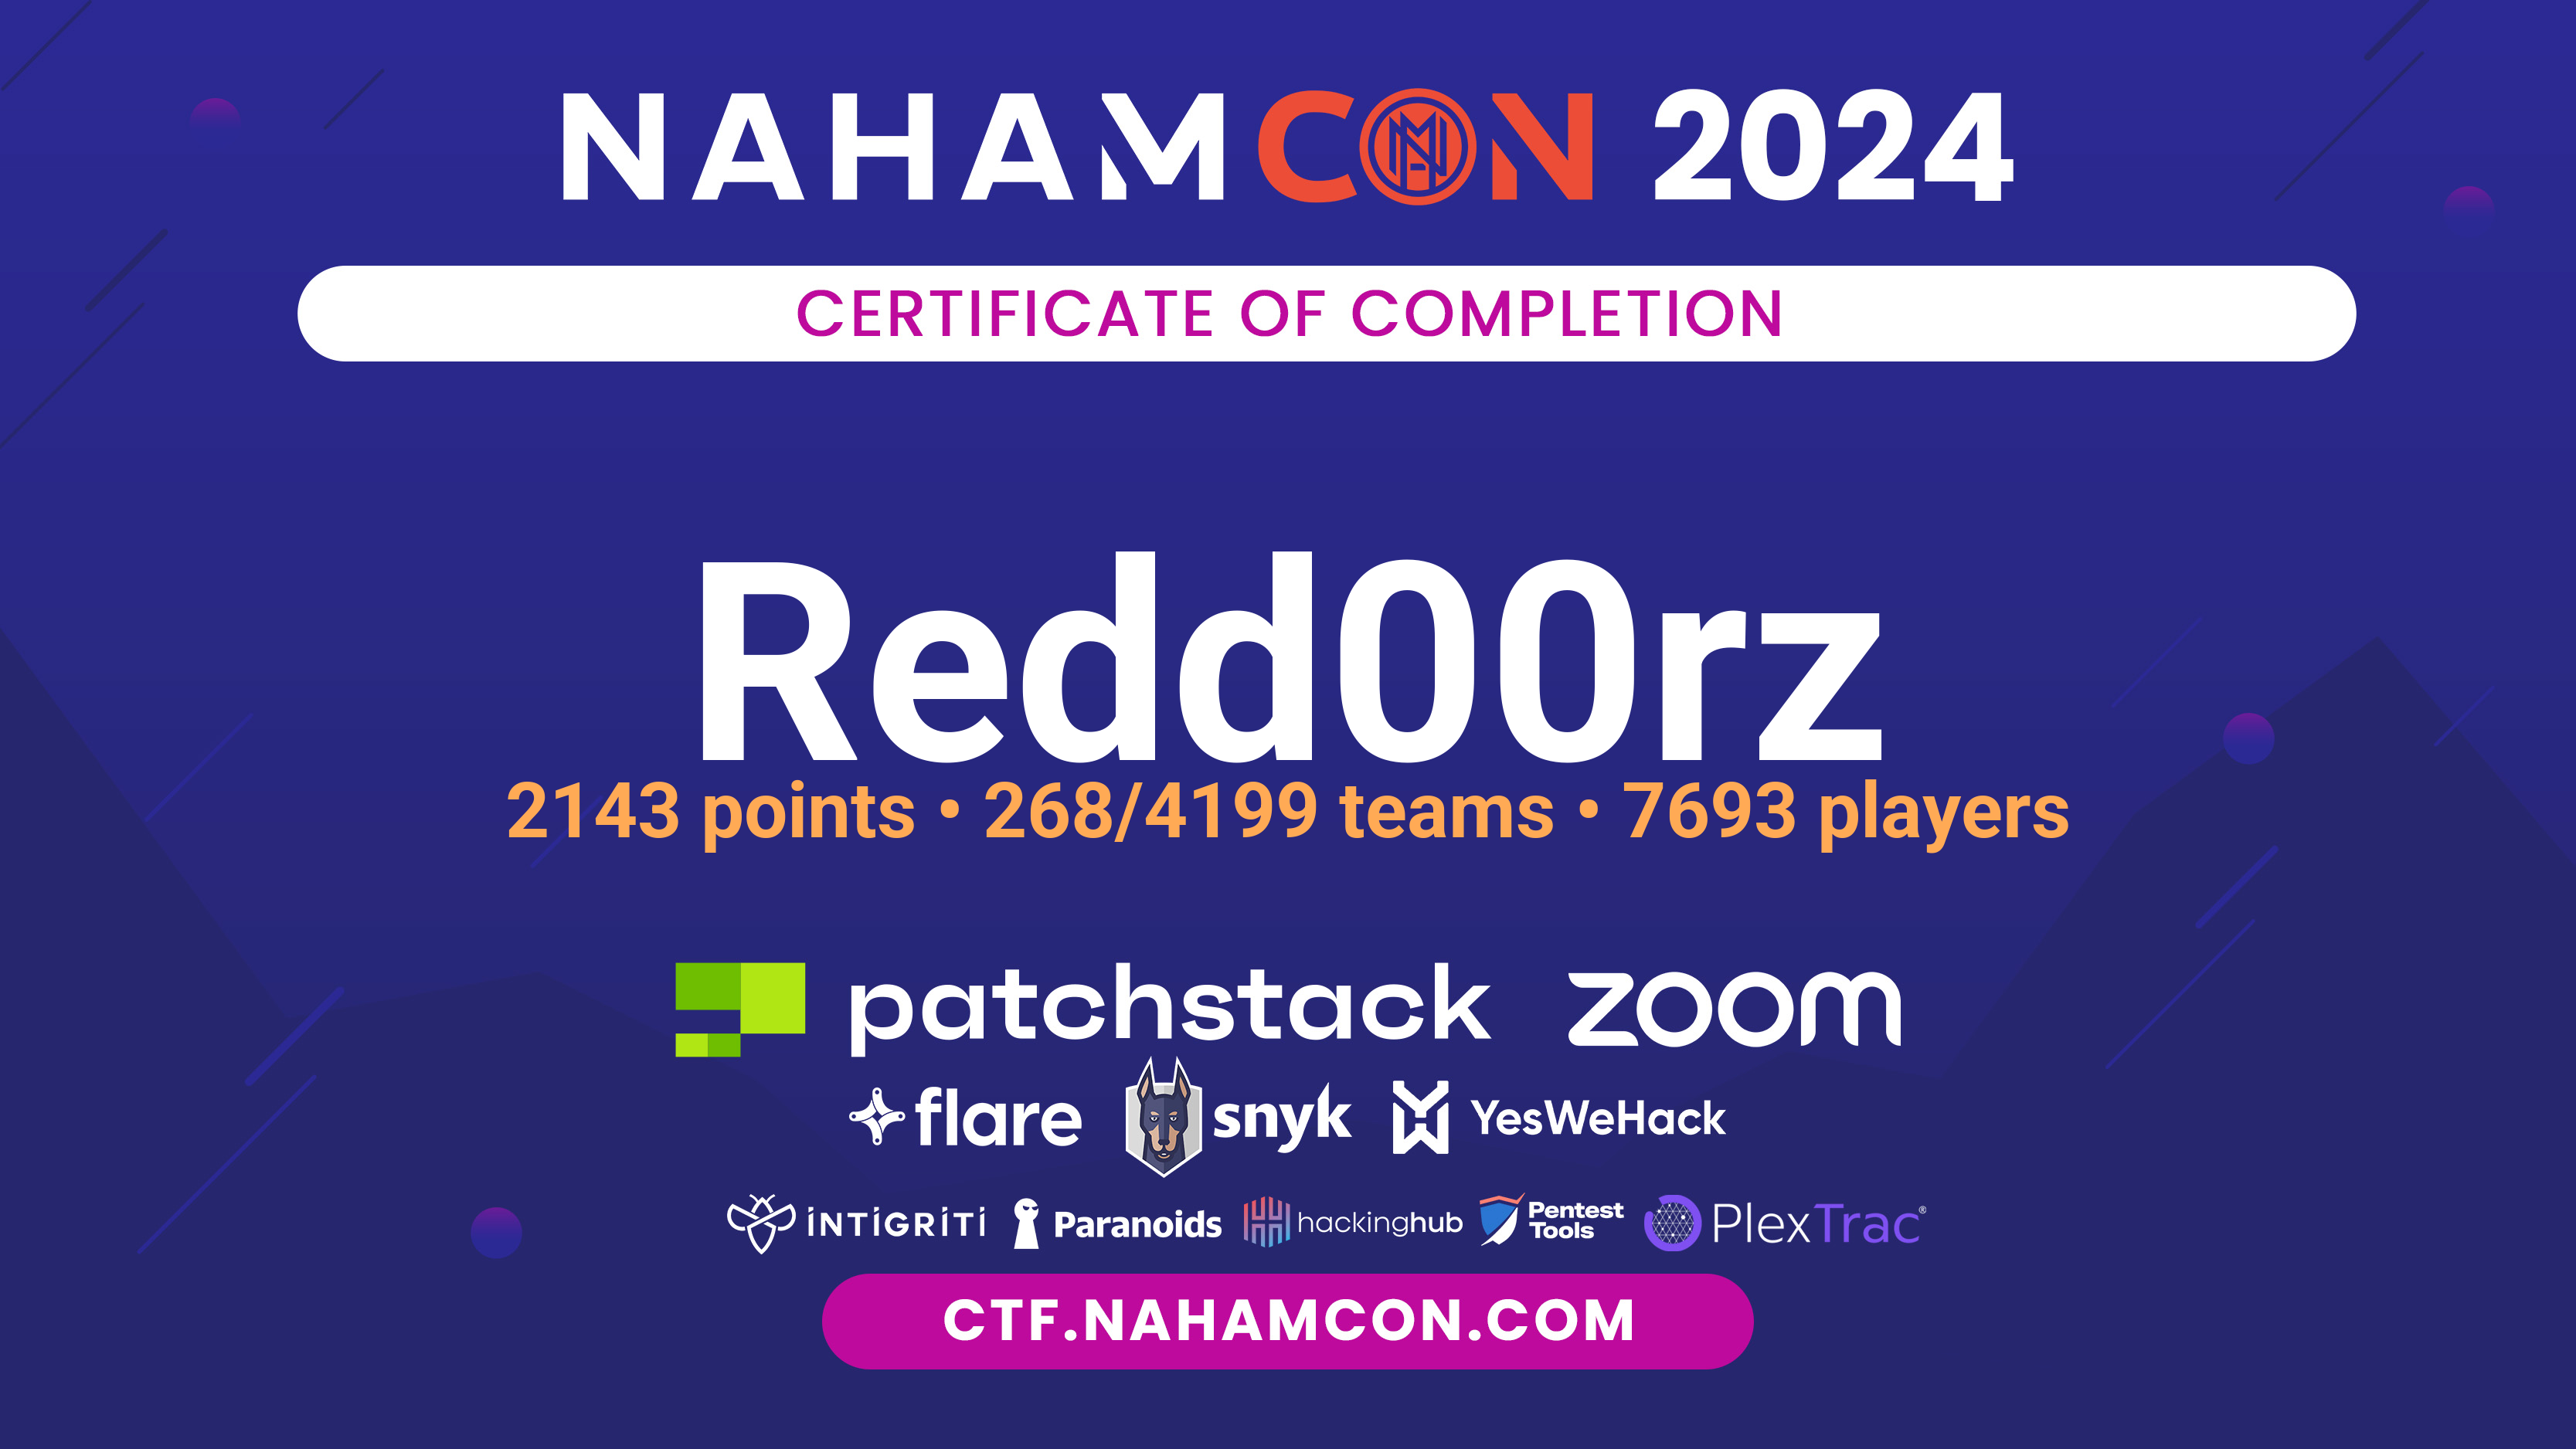 NAHAMCON 2024
CERTIFICATE OF COMPLETION
Redd00rz
2143 points • 268/4199 teams • 7693 players
patchstack zoom
flare snyk YesWeHack
INTIGRITI Paranoids hackinghub Pentest Tools PlexTrac®
CTF.NAHAMCON.COM